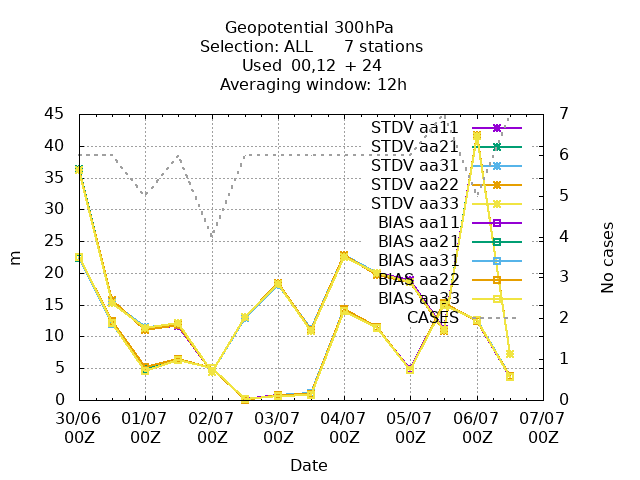 Geopotential 300hPa
Selection: ALL 7 stations
Used 00,12 + 24
Averaging window: 12h
45 7
40 6
35 5
30 4
25 3
20 2
15 1
10 0
5
0
m
No cases
STDV aa11
STDV aa21
STDV aa31
STDV aa22
STDV aa33
BIAS aa11
BIAS aa21
BIAS aa31
BIAS aa22
BIAS aa33
CASES
30/06 01/07 02/07 03/07 04/07 05/07 06/07 07/07
00Z 00Z 00Z 00Z 00Z 00Z 00Z 00Z
Date